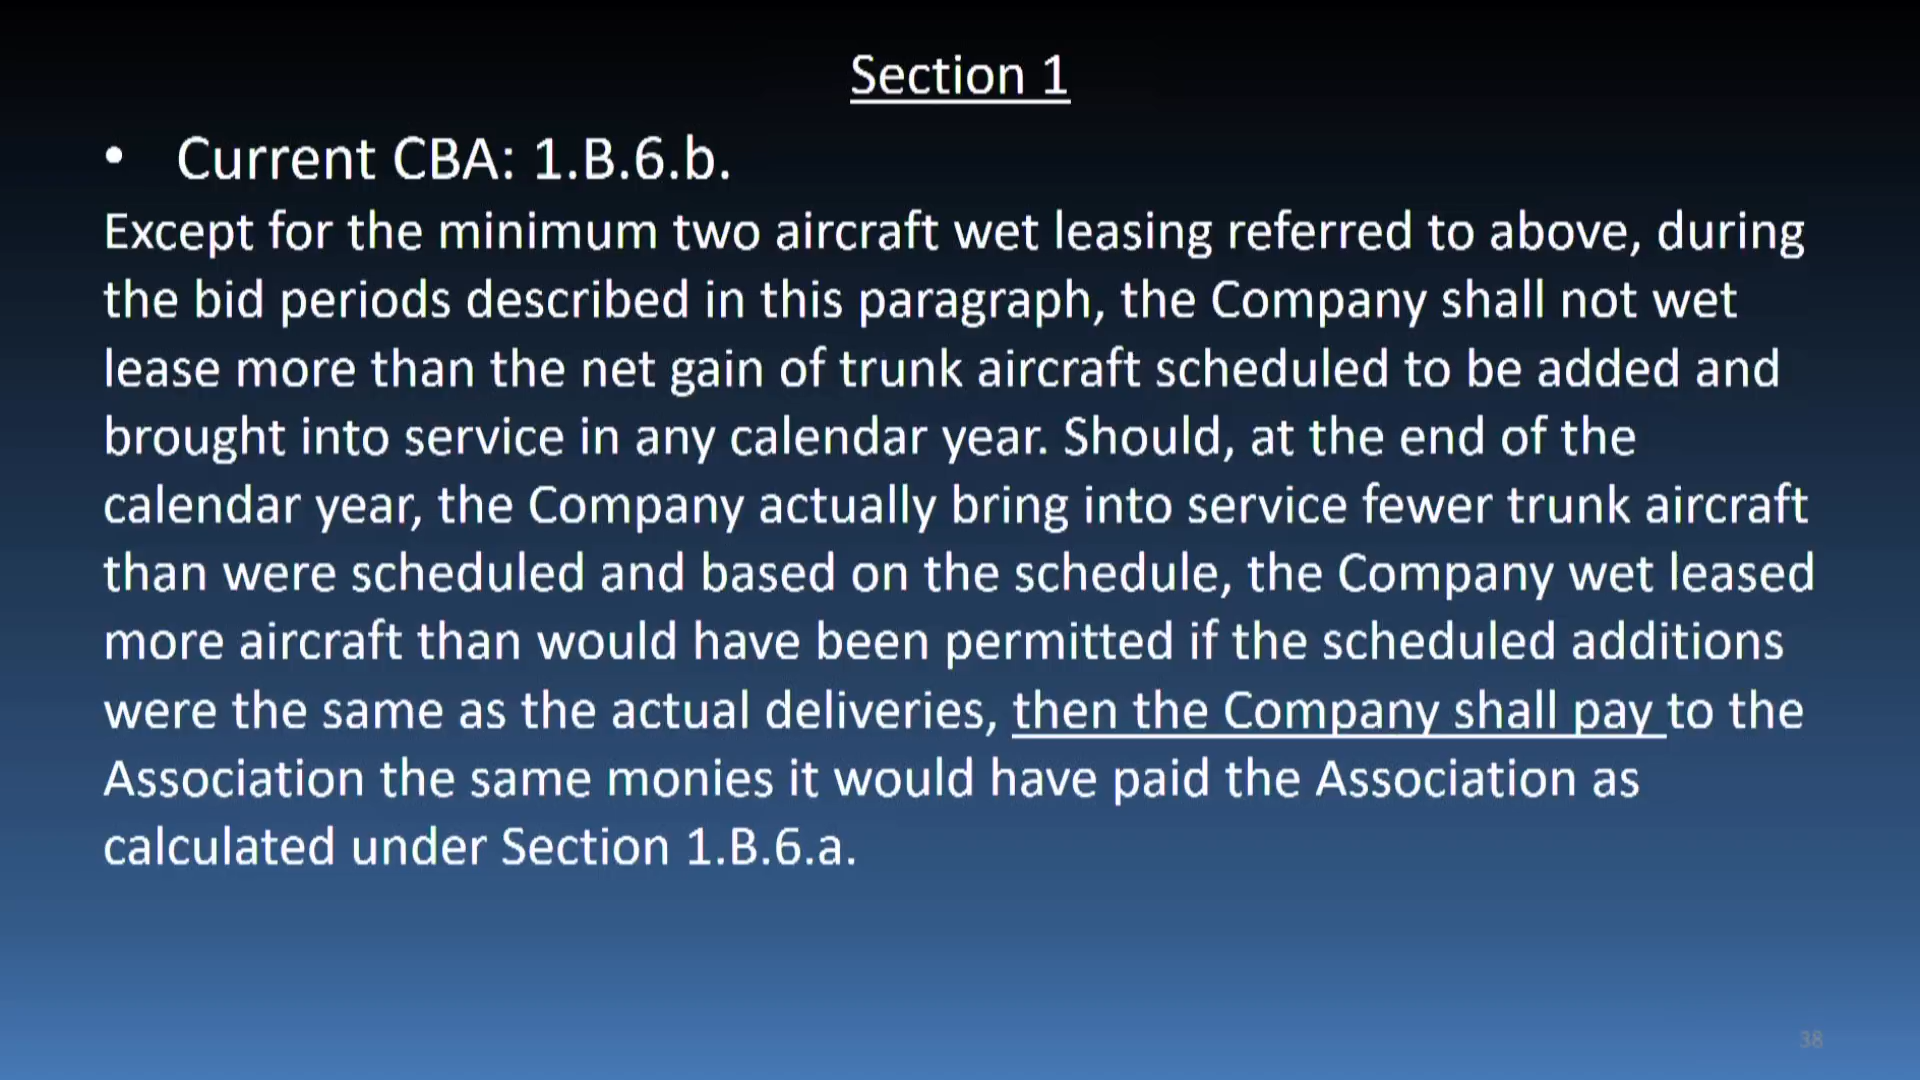 Section 1
• Current CBA: 1.B.6.b.
Except for the minimum two aircraft wet leasing referred to above, during
the bid periods described in this paragraph, the Company shall not wet
lease more than the net gain of trunk aircraft scheduled to be added and
brought into service in any calendar year. Should, at the end of the
calendar year, the Company actually bring into service fewer trunk aircraft
than were scheduled and based on the schedule, the Company wet leased
more aircraft than would have been permitted if the scheduled additions
were the same as the actual deliveries, then the Company shall pay to the
Association the same monies it would have paid the Association as
calculated under Section 1.B.6.a.
38